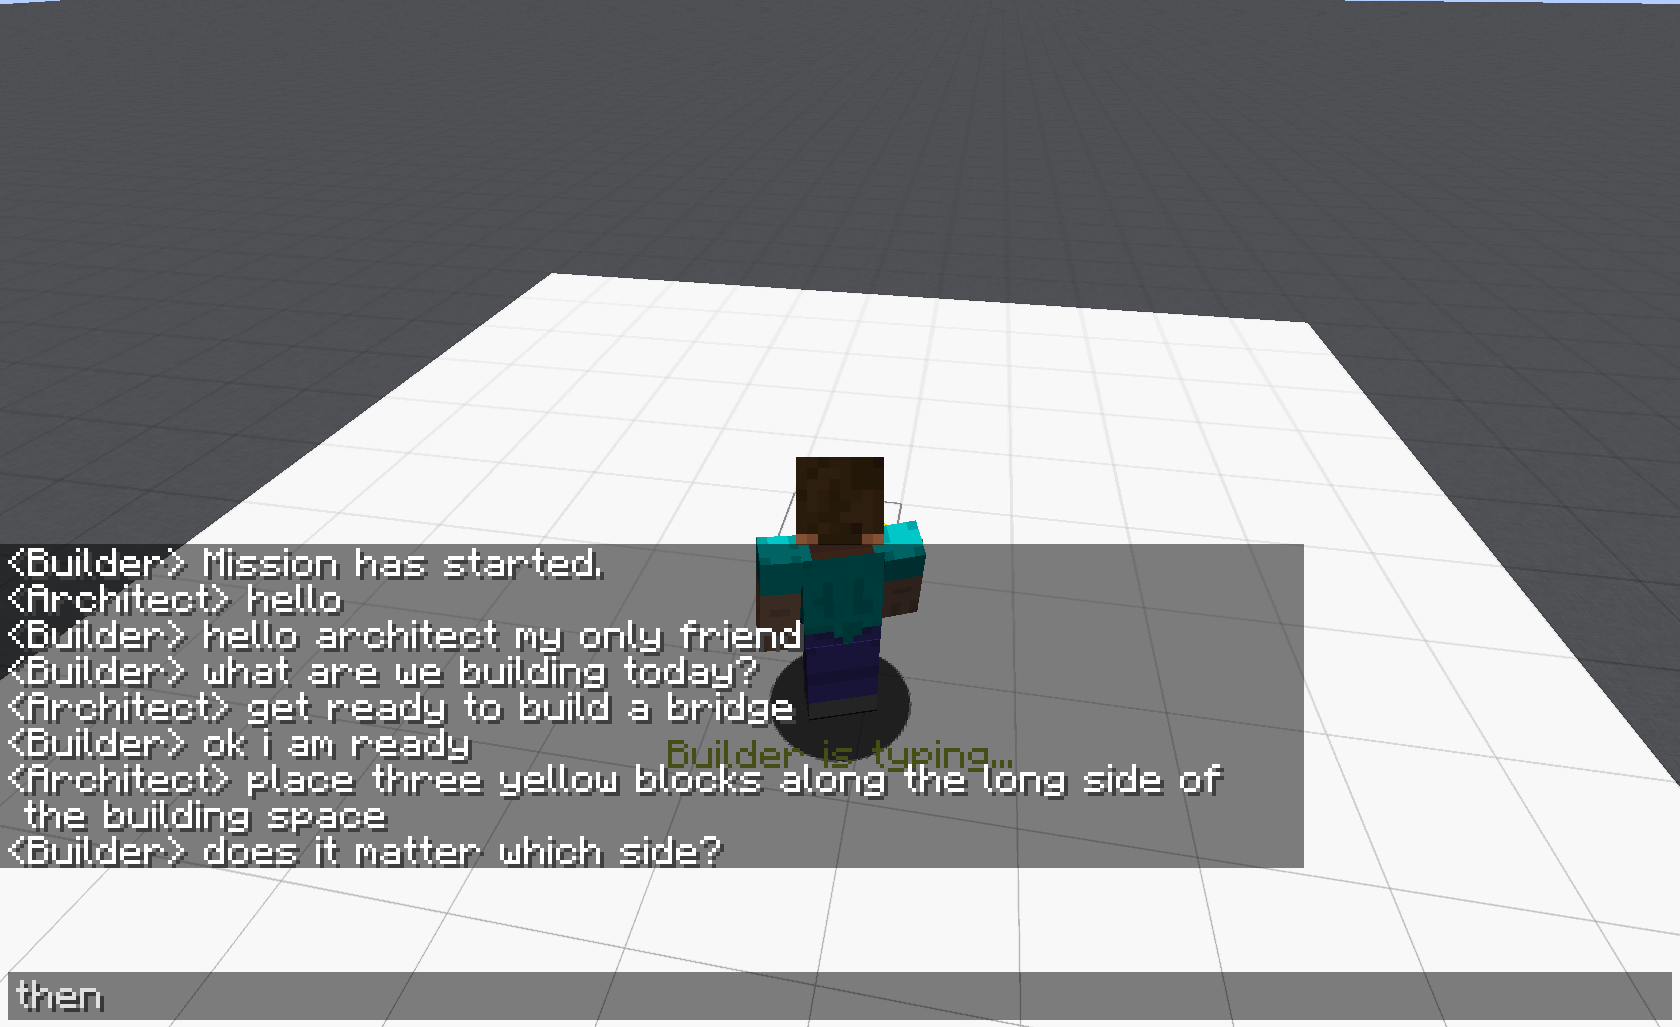 <Builder> Mission has started.
<Architect> hello
<Builder> hello architect my only friend
<Builder> what are we building today?
<Architect> get ready to build a bridge
<Builder> ok i am ready
Builder is typing...
<Architect> place three yellow blocks along the long side of
the building space
<Builder> does it matter which side?
then